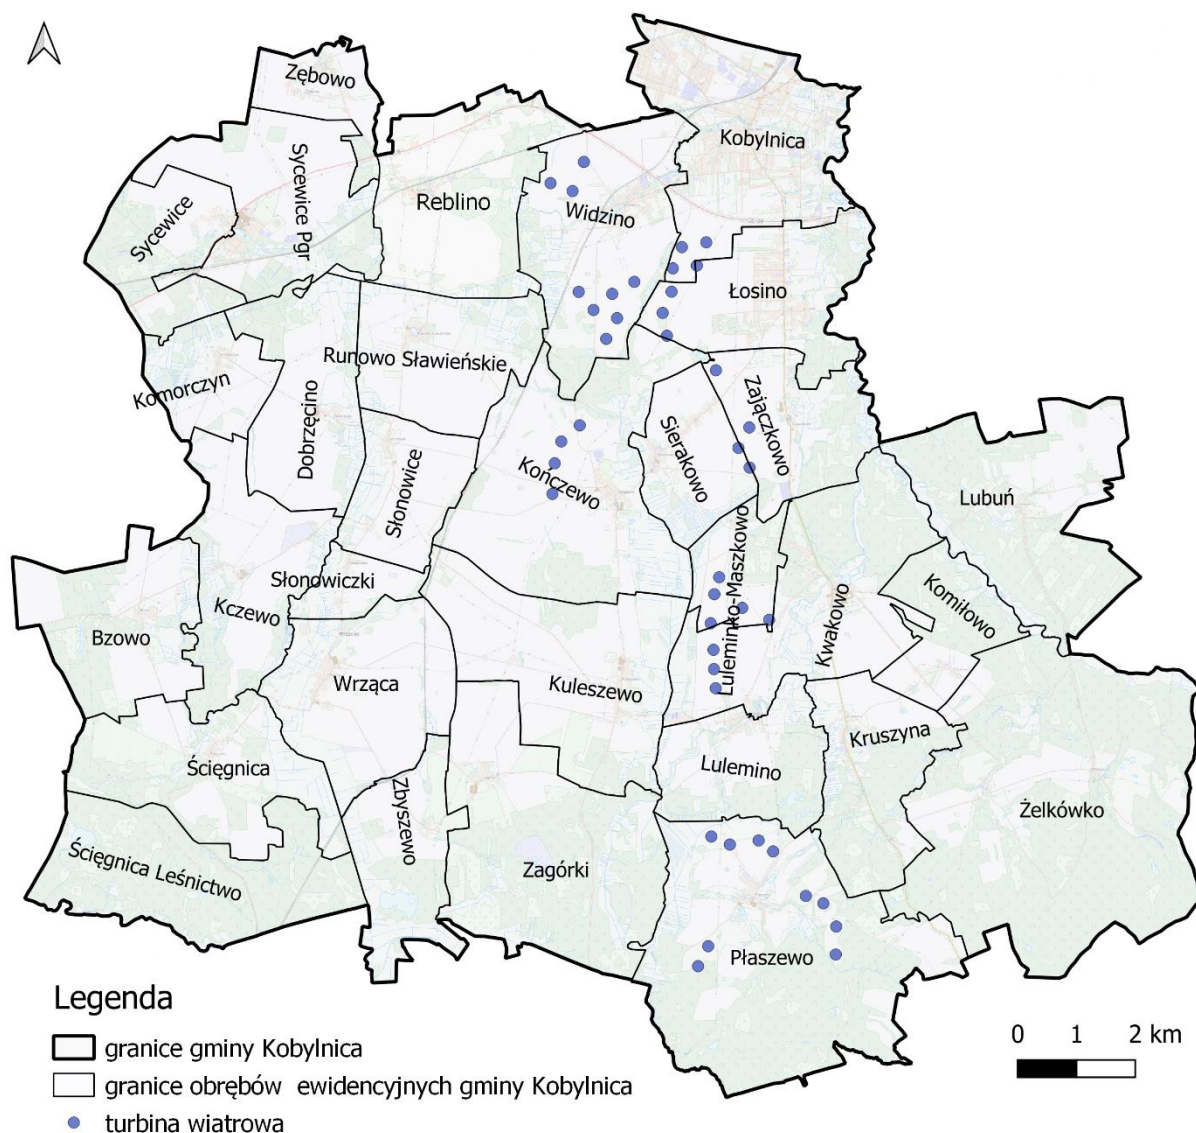 Zębowo
Kobylnica
Sycewice
Sycewice Pgr
Reblino
Widzino
Łosino
Komorczyn
Dobrzęcino
Runowo Sławieńskie
Słonowice
Kończewo
Sierakowo
Zajączkowo
Lubuń
Bzowo
Kczewo
Słonowiczki
Luleminko-Maszkowo
Kwakowo
Komiłowo
Wrząca
Kuleszewo
Ścięgnica
Lulemino
Kruszyna
Żelkówko
Ścięgnica Leśnictwo
Zbyszewo
Zagórki
Płaszewo
Legenda
granice gminy Kobylnica
granice obrębów ewidencyjnych gminy Kobylnica
turbina wiatrowa
0 1 2 km